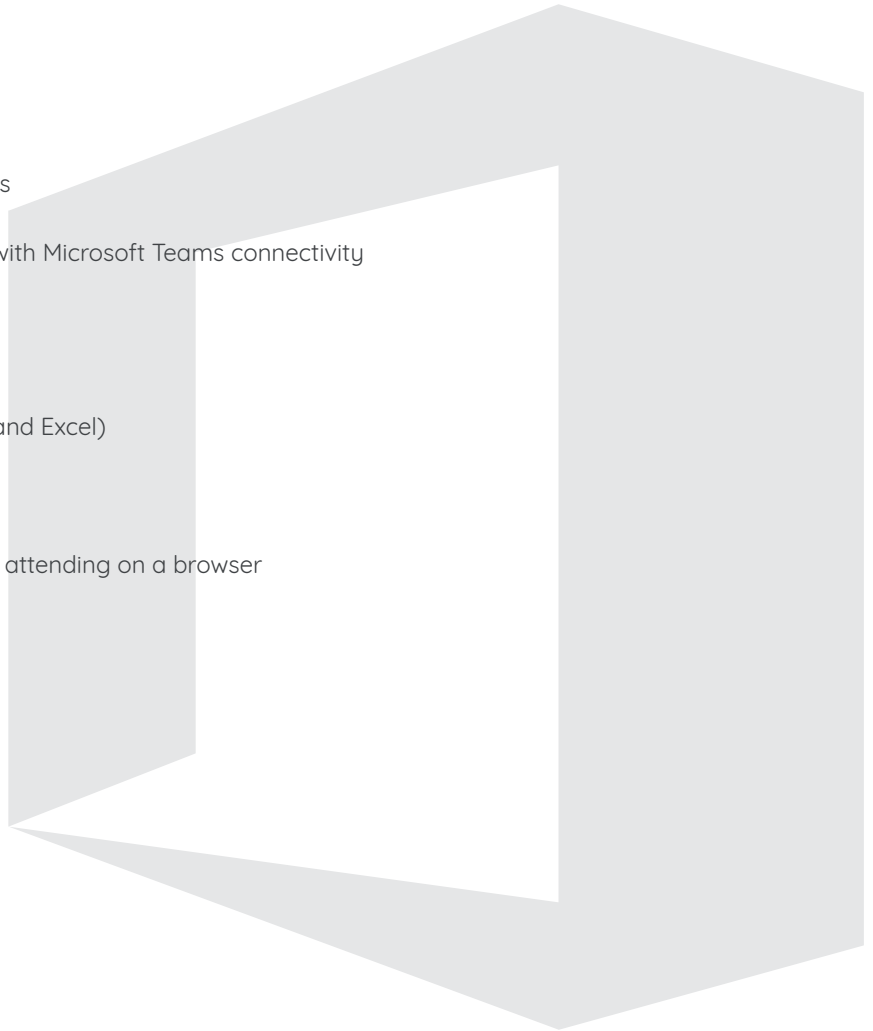 s
with Microsoft Teams connectivity
and Excel)
attending on a browser